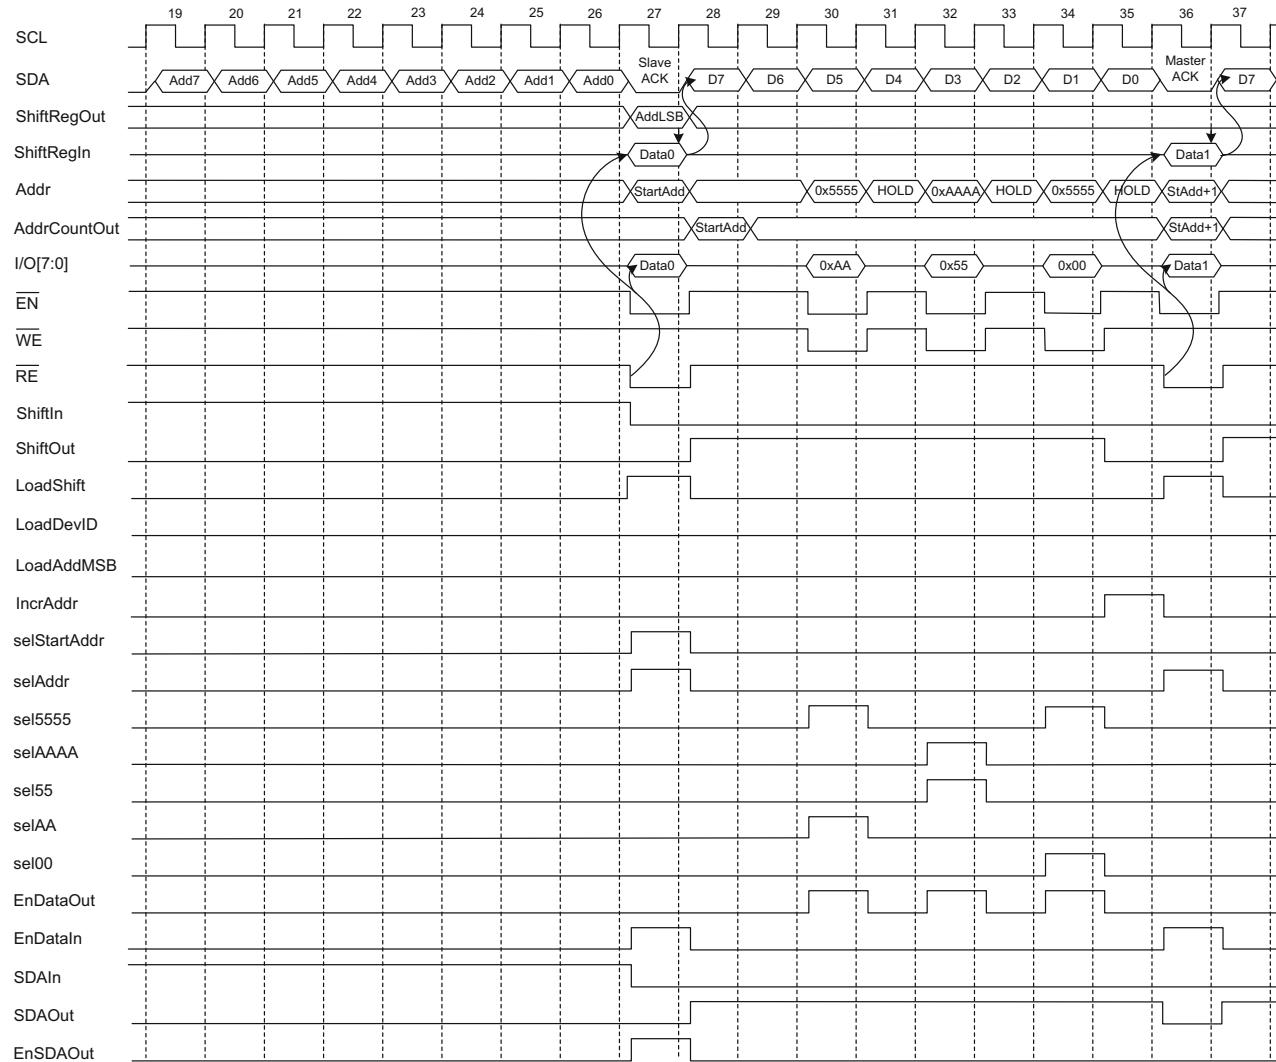 19 20 21 22 23 24 25 26 27 28 29 30 31 32 33 34 35 36 37
SCL
Slave ACK Master ACK
SDA Add7 Add6 Add5 Add4 Add3 Add2 Add1 Add0 D7 D6 D5 D4 D3 D2 D1 D0 D7
ShiftRegOut AddLSB
ShiftRegIn Data0 Data1
Addr StartAdd 0x5555 HOLD 0xAAAA HOLD 0x5555 HOLD StAdd+1
AddrCountOut StartAdd StAdd+1
I/O[7:0] Data0 0xAA 0x55 0x00 Data1
EN
WE
RE
ShiftIn
ShiftOut
LoadShift
LoadDevID
LoadAddMSB
IncrAddr
selStartAddr
selAddr
sel5555
selAAAA
sel55
selAA
sel00
EnDataOut
EnDataIn
SDAIn
SDAOut
EnSDAOut